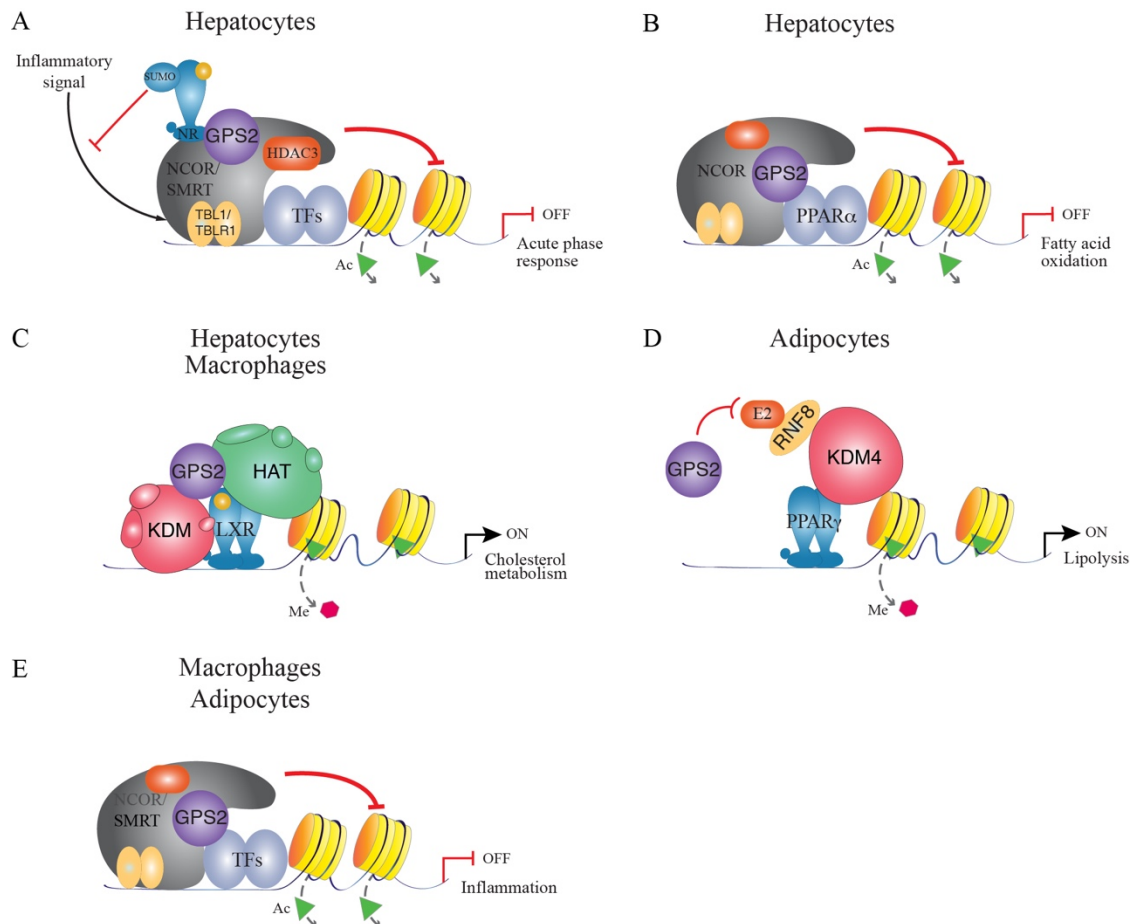 A
Hepatocytes
Inflammatory
signal
SUMO
NR
GPS2
HDAC3
NCOR/
SMRT
TBL1/
TBLR1
TFs
OFF
Ac
Acute phase
response
B
Hepatocytes
NCOR
GPS2
PPARα
OFF
Ac
Fatty acid
oxidation
C
Hepatocytes
Macrophages
GPS2
HAT
KDM
LXR
ON
Cholesterol
metabolism
Me
D
Adipocytes
E2
RNF8
GPS2
KDM4
PPARγ
ON
Lipolysis
Me
E
Macrophages
Adipocytes
NCOR/
SMRT
GPS2
TFs
OFF
Inflammation
Ac